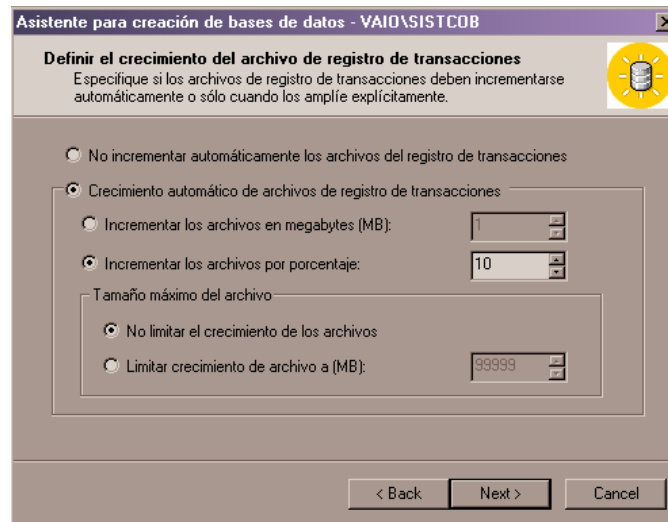 Asistente para creación de bases de datos - VAIO\SISTCOB
Definir el crecimiento del archivo de registro de transacciones
Especifique si los archivos de registro de transacciones deben incrementarse
automáticamente o sólo cuando los amplíe explícitamente.
No incrementar automáticamente los archivos del registro de transacciones
Crecimiento automático de archivos de registro de transacciones
Incrementar los archivos en megabytes (MB): 1
Incrementar los archivos por porcentaje: 10
Tamaño máximo del archivo
No limitar el crecimiento de los archivos
Limitar crecimiento de archivo a (MB): 99999
< Back Next > Cancel